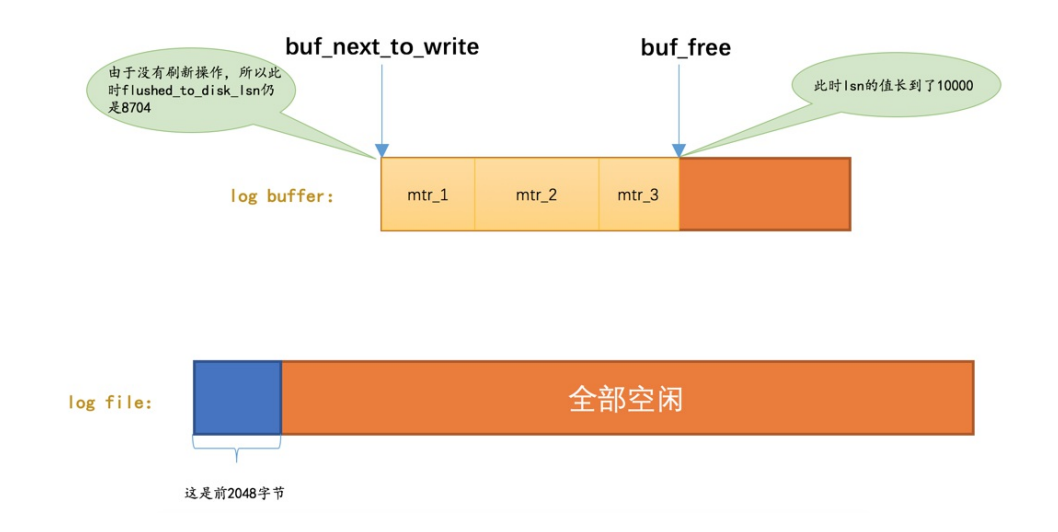 buf_next_to_write
buf_free
由于没有刷新操作，所以此
时flushed_to_disk_lsn仍
是8704
此时lsn的值长到了10000
log buffer:
mtr_1
mtr_2
mtr_3
log file:
全部空闲
这是前2048字节